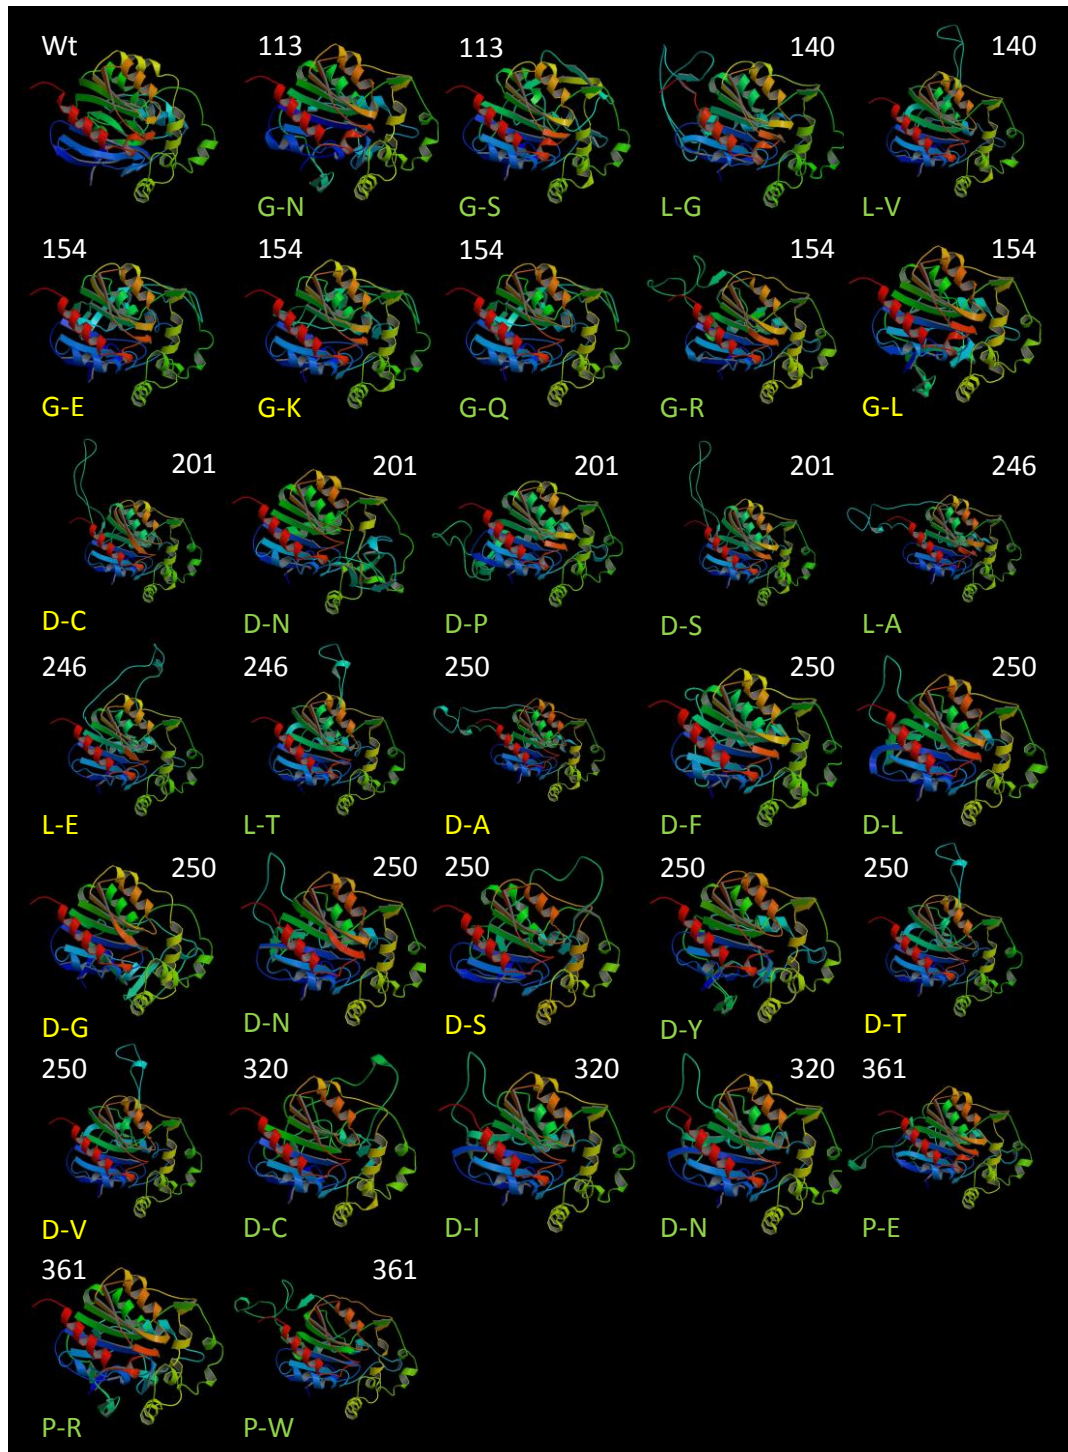 Wt 113 113 140 140
G-N G-S L-G L-V
154 154 154 154 154
G-E G-K G-Q G-R G-L
201 201 201 201 246
D-C D-N D-P D-S L-A
246 246 250 250 250
L-E L-T D-A D-F D-L
250 250 250 250 250
D-G D-N D-S D-Y D-T
250 320 320 320 361
D-V D-C D-I D-N P-E
361 361
P-R P-W